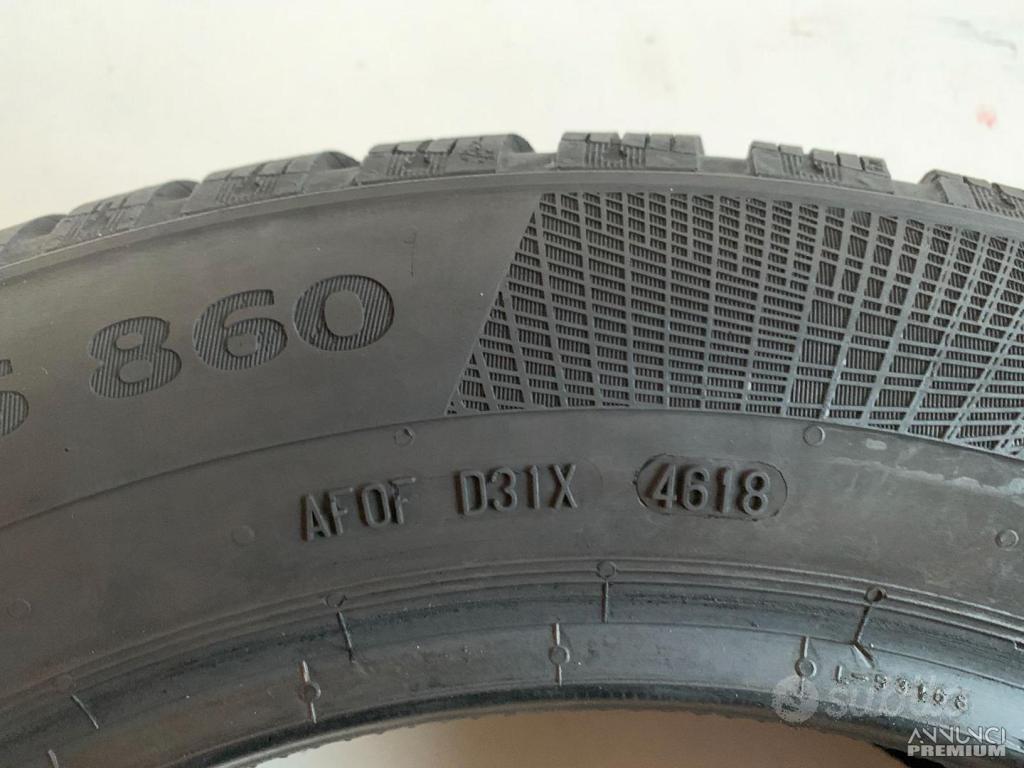 S 860
AF0F D31X 4618
subito
ANNUNCI
PREMIUM